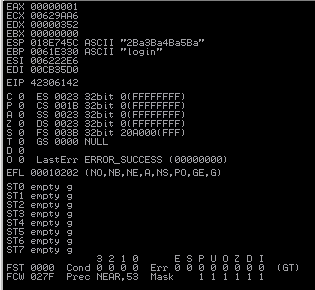 EAX 00000001
ECX 00629AA6
EDX 00000352
EBX 00000000
ESP 018E745C ASCII "2Ba3Ba4Ba5Ba"
EBP 0061E330 ASCII "login"
ESI 006222E6
EDI 00CB35D0
EIP 42306142
C 0 ES 0023 32bit 0(FFFFFFFF)
P 0 CS 001B 32bit 0(FFFFFFFF)
A 0 SS 0023 32bit 0(FFFFFFFF)
Z 0 DS 0023 32bit 0(FFFFFFFF)
S 0 FS 003B 32bit 20A000(FFF)
T 0 GS 0000 NULL
D 0
O 0 LastErr ERROR_SUCCESS (00000000)
EFL 00010202 (NO,NB,NE,A,NS,PO,GE,G)
ST0 empty g
ST1 empty g
ST2 empty g
ST3 empty g
ST4 empty g
ST5 empty g
ST6 empty g
ST7 empty g
3 2 1 0 E S P U O Z D I
FST 0000 Cond 0 0 0 0 Err 0 0 0 0 0 0 0 0 (GT)
FCW 027F Prec NEAR,53 Mask 1 1 1 1 1 1